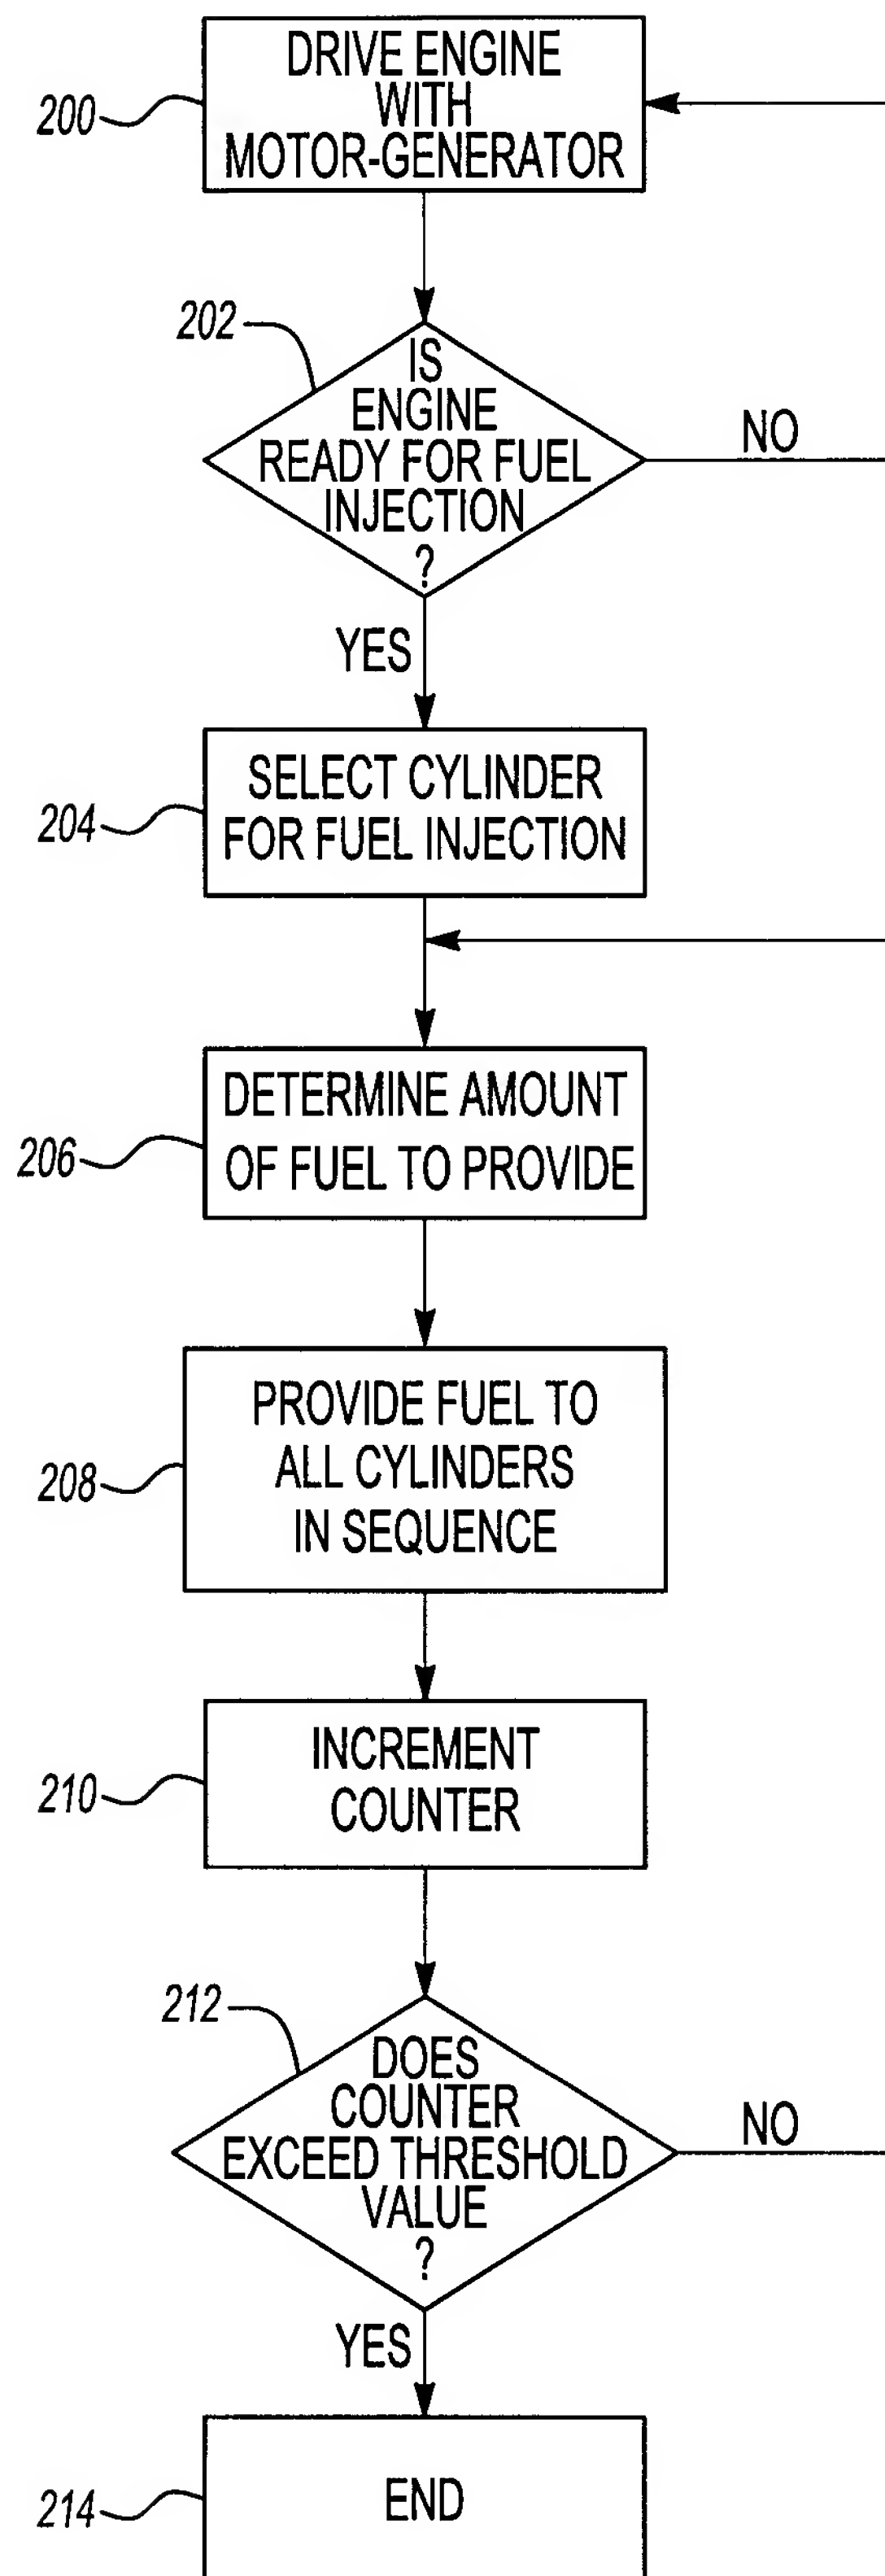 DRIVE ENGINE
WITH
MOTOR-GENERATOR
200
202
IS
ENGINE
READY FOR FUEL
INJECTION
?
NO
YES
SELECT CYLINDER
FOR FUEL INJECTION
204
DETERMINE AMOUNT
OF FUEL TO PROVIDE
206
PROVIDE FUEL TO
ALL CYLINDERS
IN SEQUENCE
208
INCREMENT
COUNTER
210
212
DOES
COUNTER
EXCEED THRESHOLD
VALUE
?
NO
YES
END
214